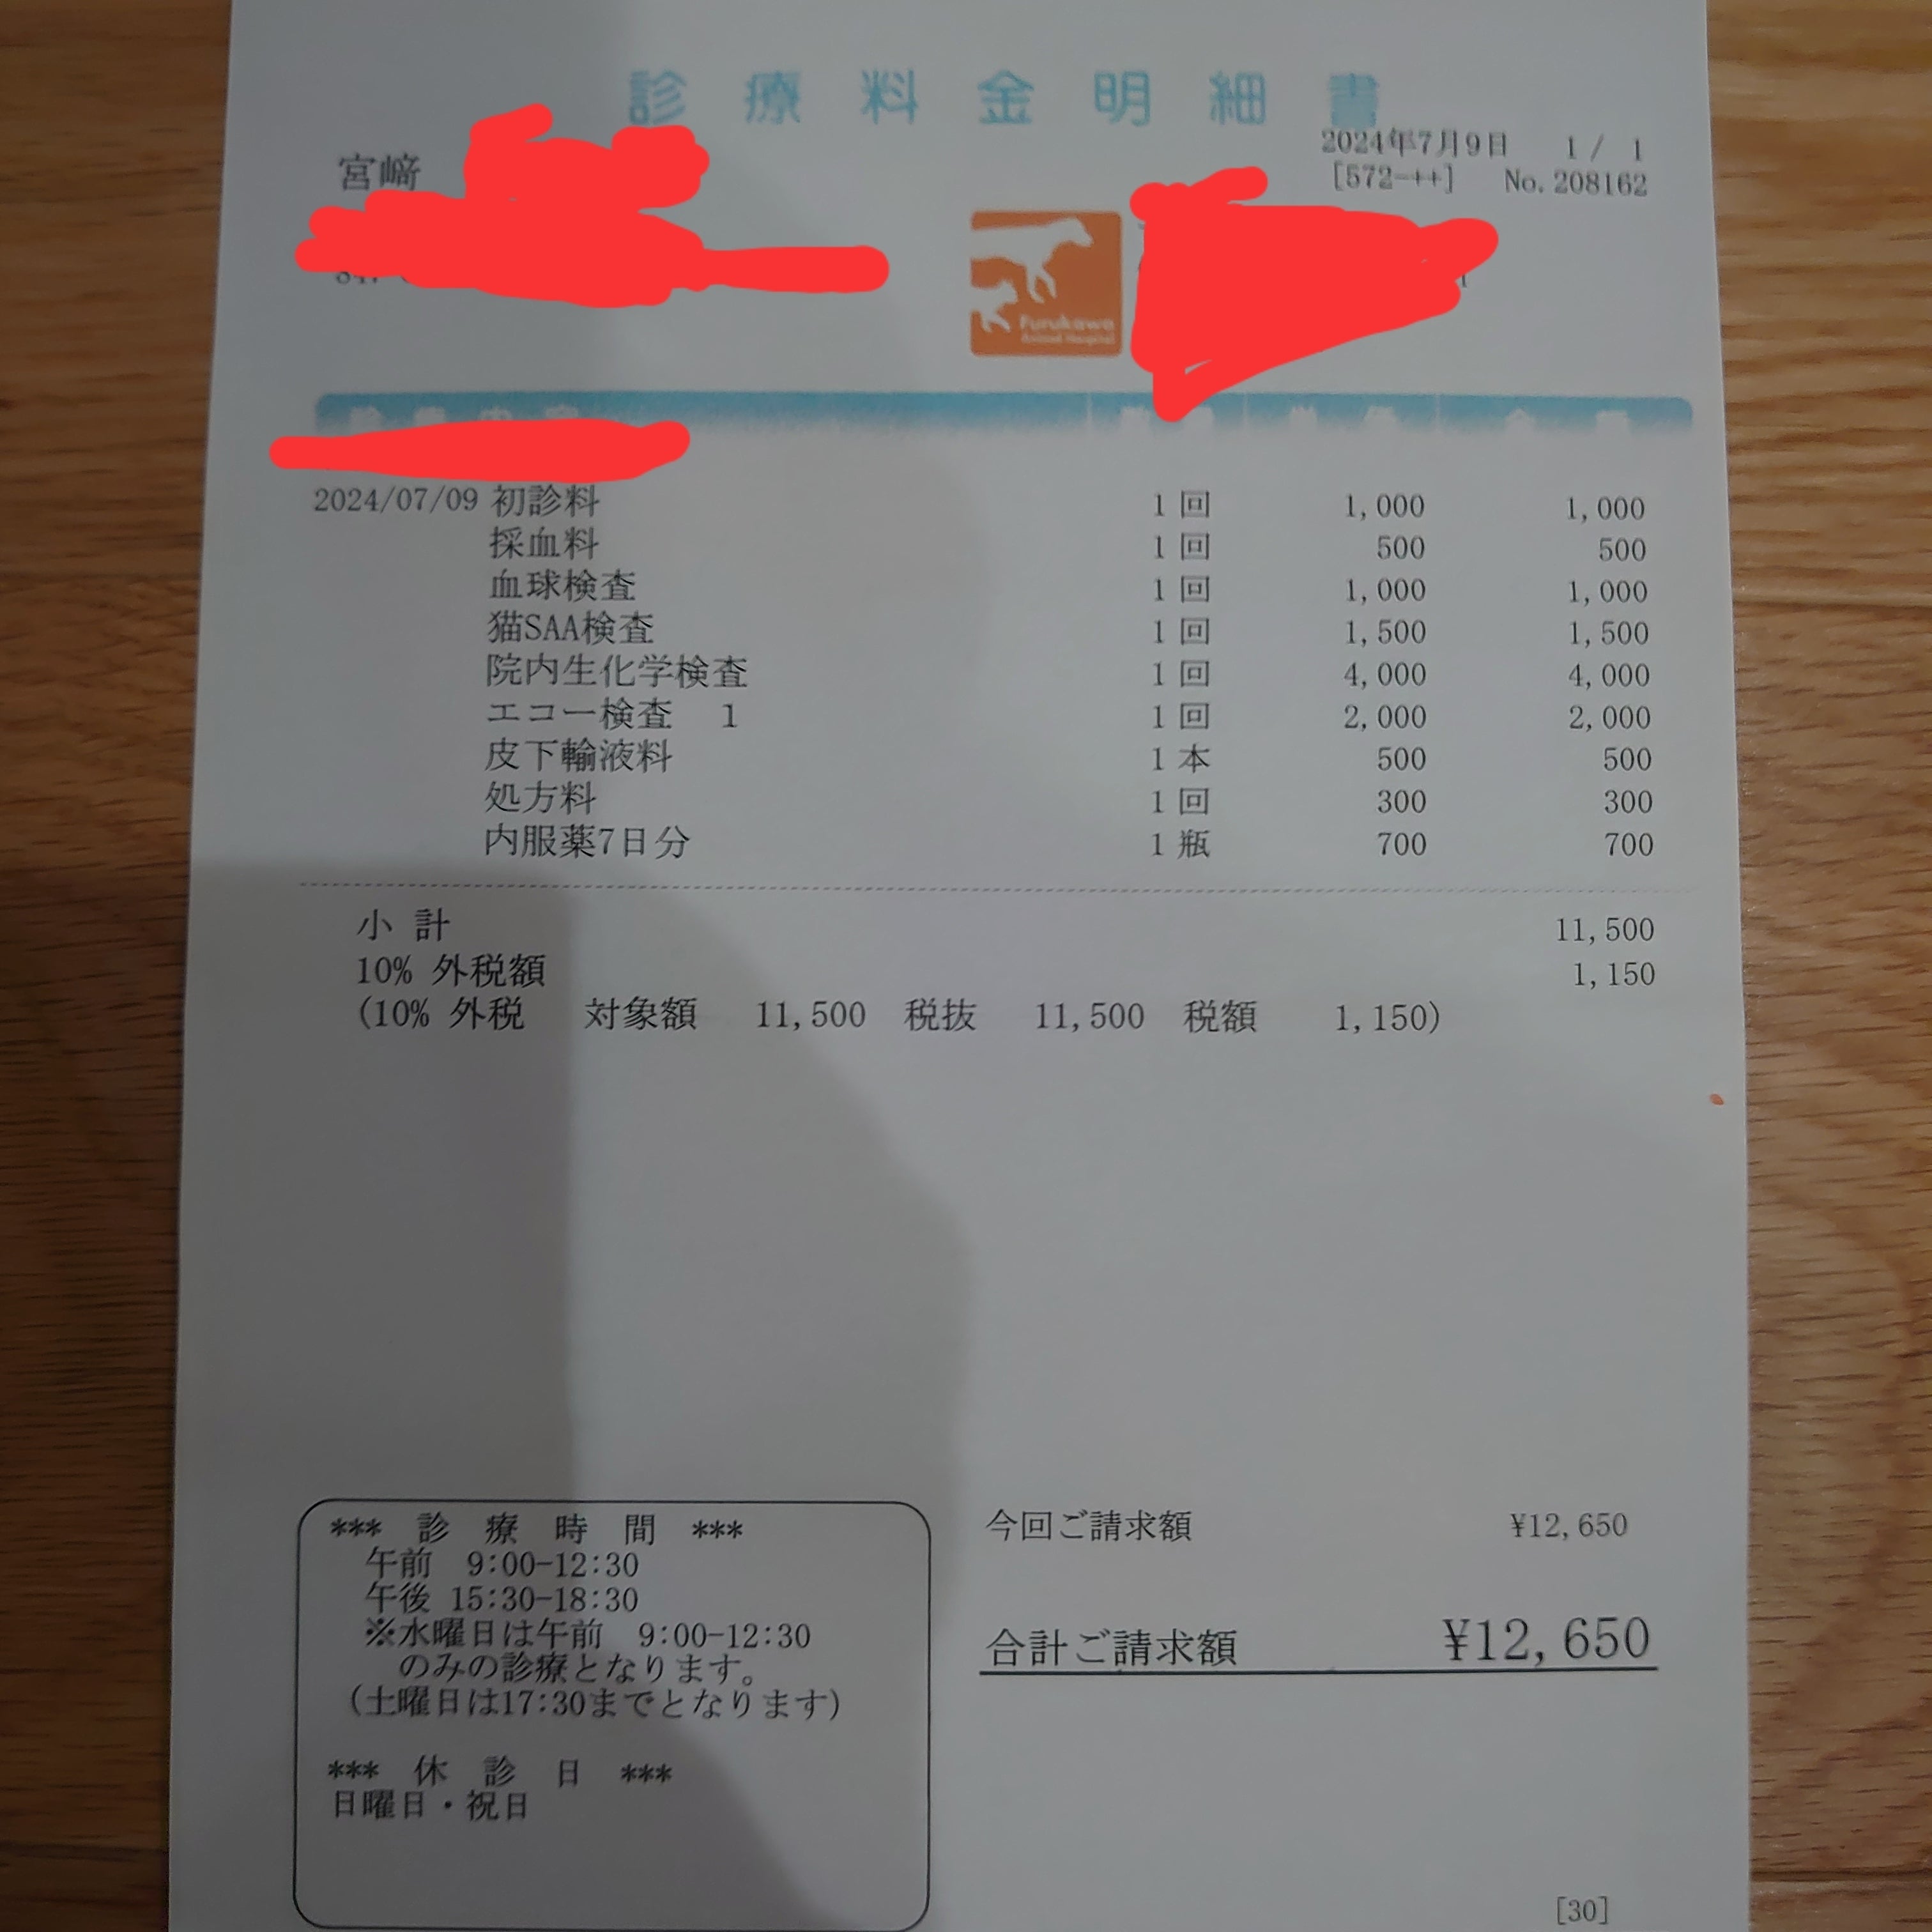 診療料金明細書
2024年7月9日 1/ 1
宮﨑
[572-++] No.208162
Furukawa
Animal Hospital
2024/07/09 初診料 1 回 1,000 1,000
採血料 1 回 500 500
血球検査 1 回 1,000 1,000
猫SAA検査 1 回 1,500 1,500
院内生化学検査 1 回 4,000 4,000
エコー検査 1 1 回 2,000 2,000
皮下輸液料 1 本 500 500
処方料 1 回 300 300
内服薬7日分 1 瓶 700 700
小 計 11,500
10% 外税額 1,150
(10% 外税 対象額 11,500 税抜 11,500 税額 1,150)
*** 診 療 時 間 ***
午前 9:00-12:30
午後 15:30-18:30
※水曜日は午前 9:00-12:30
のみの診療となります。
(土曜日は17:30までとなります)
*** 休 診 日 ***
日曜日・祝日
今回ご請求額 ¥12,650
合計ご請求額 ¥12,650
[30]